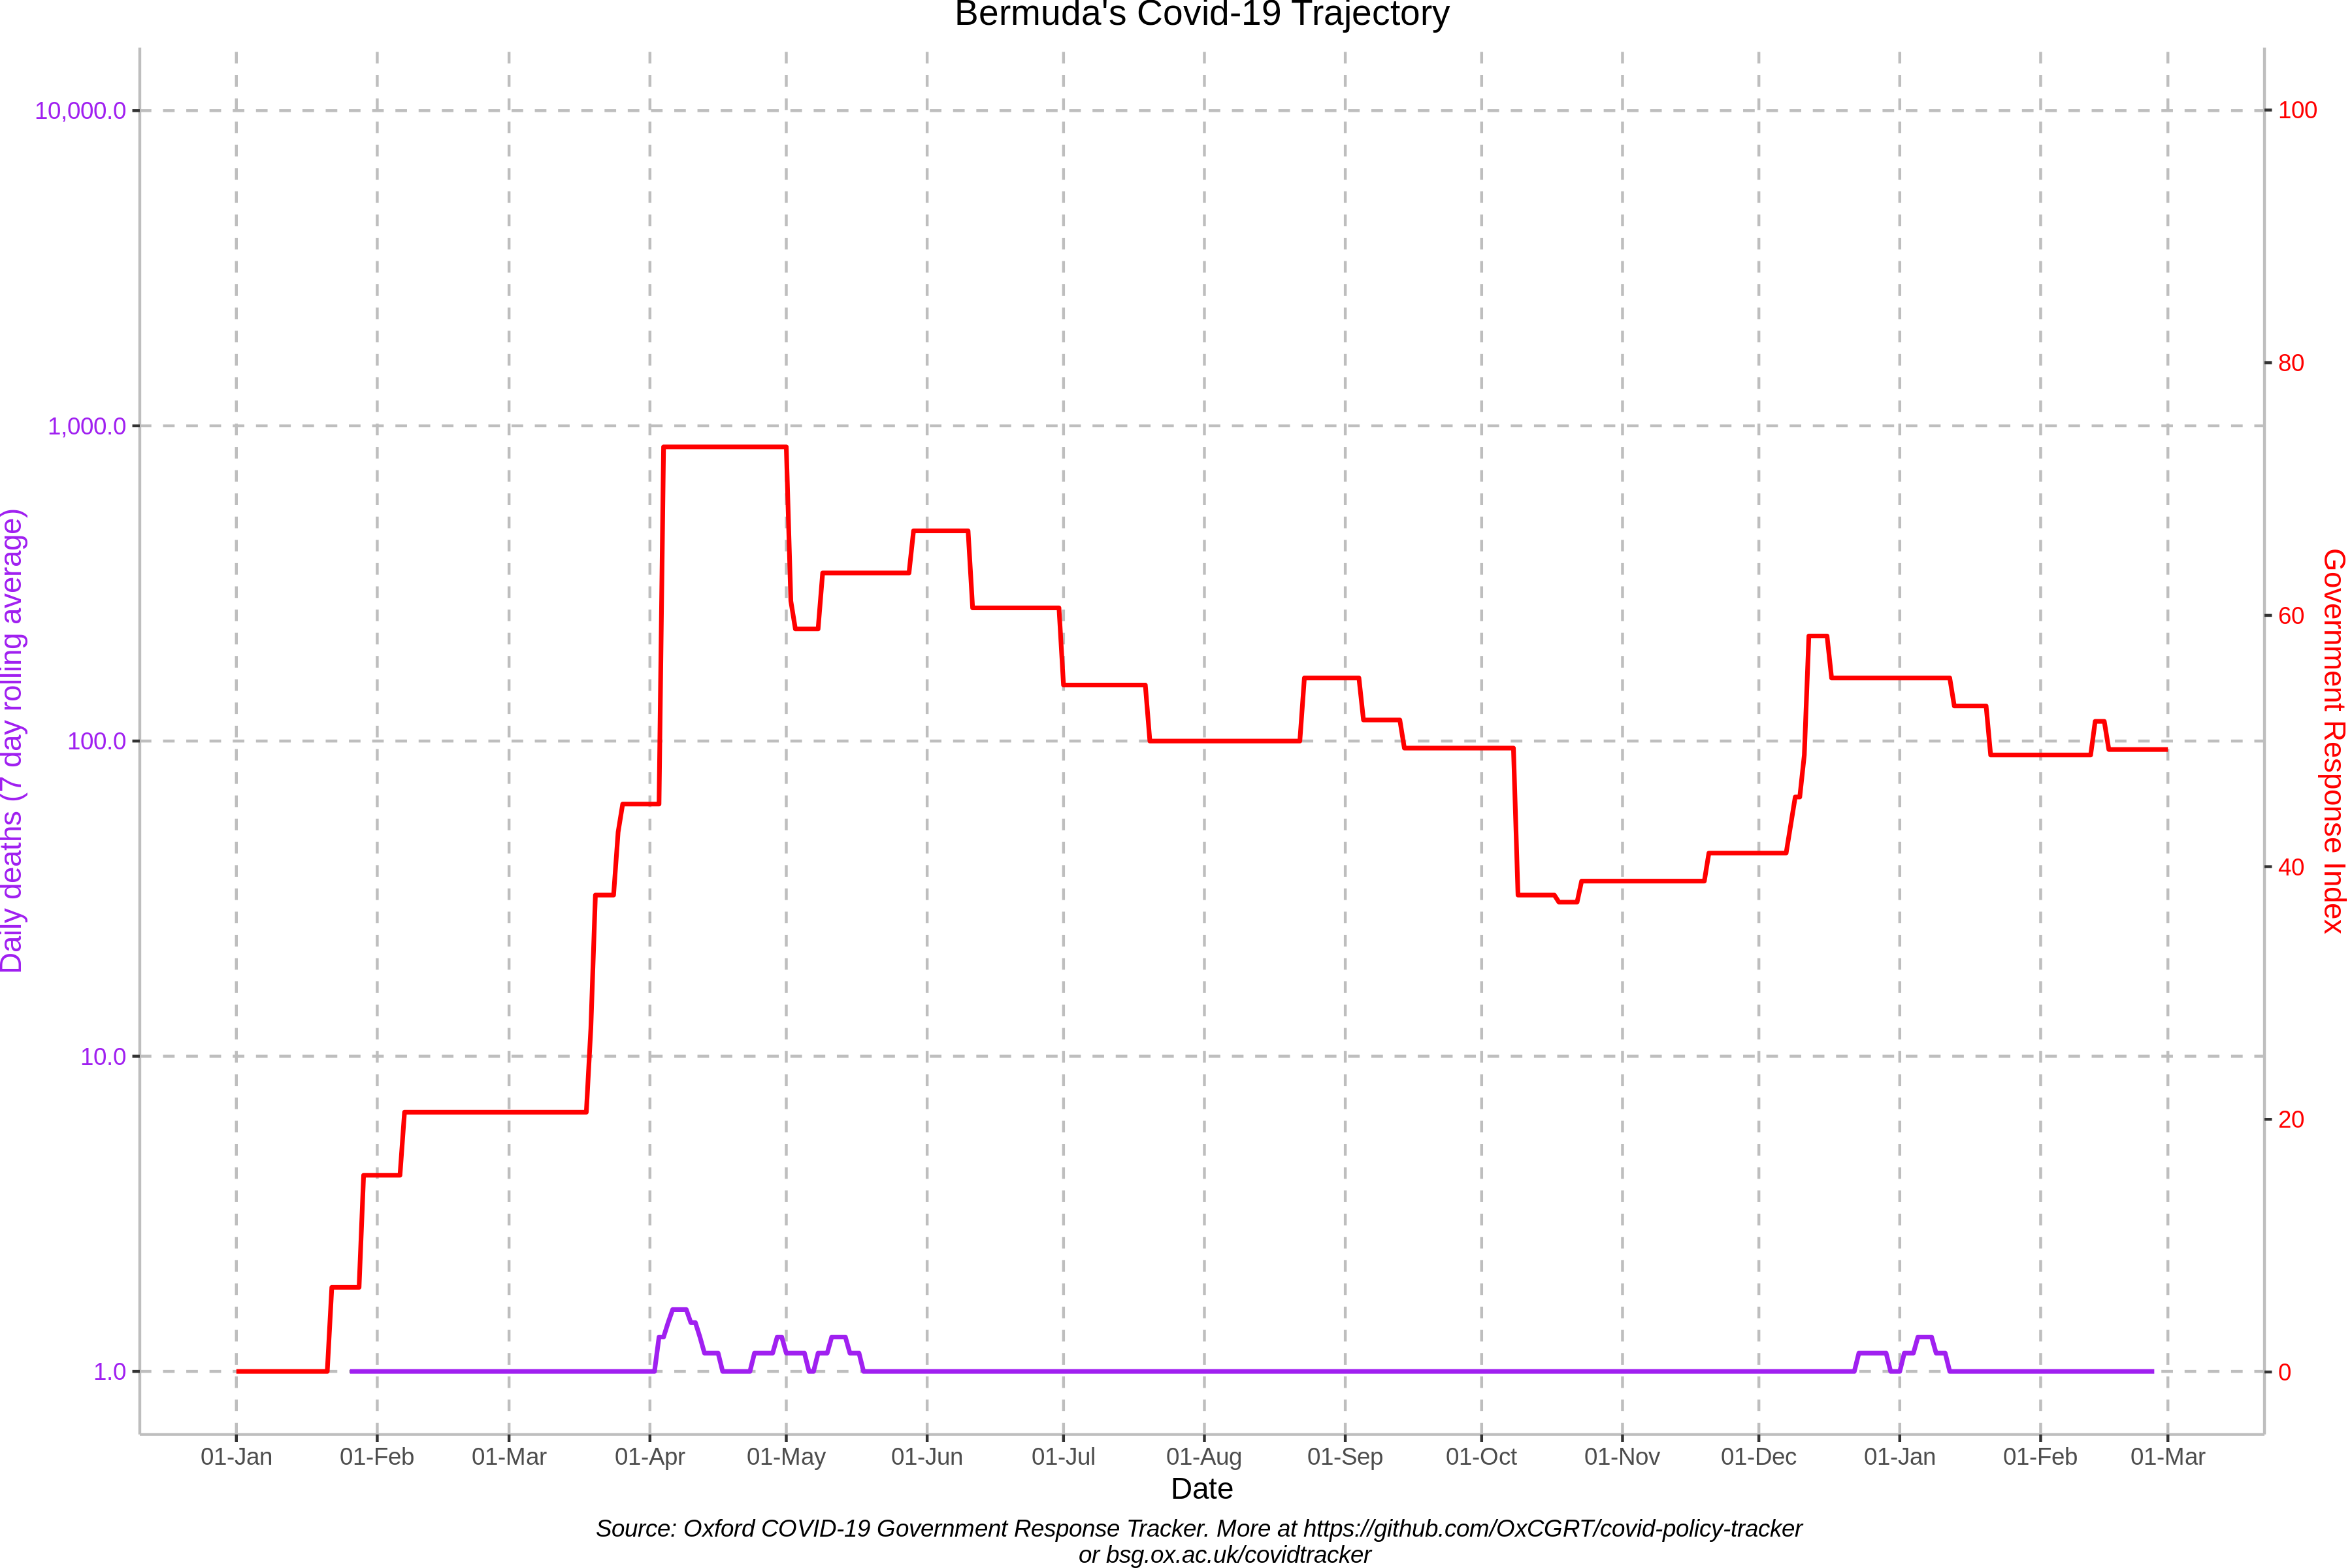 Bermuda's Covid-19 Trajectory
10,000.0
1,000.0
100.0
10.0
1.0
Daily deaths (7 day rolling average)
100
80
60
40
20
0
Government Response Index
01-Jan 01-Feb 01-Mar 01-Apr 01-May 01-Jun 01-Jul 01-Aug 01-Sep 01-Oct 01-Nov 01-Dec 01-Jan 01-Feb 01-Mar
Date
Source: Oxford COVID-19 Government Response Tracker. More at https://github.com/OxCGRT/covid-policy-tracker
or bsg.ox.ac.uk/covidtracker